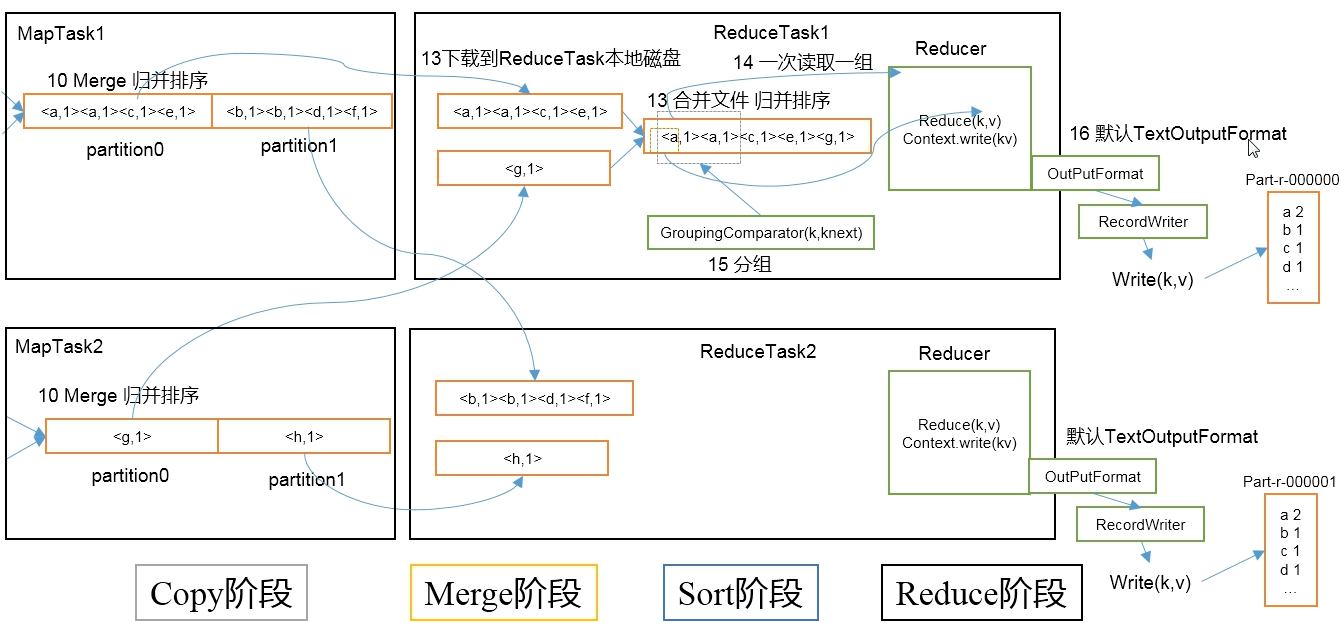 MapTask1
10 Merge 归并排序
<a,1><a,1><c,1><e,1>
<b,1><b,1><d,1><f,1>
partition0
partition1
ReduceTask1
13下载到ReduceTask本地磁盘
14 一次读取一组
Reducer
<a,1><a,1><c,1><e,1>
13 合并文件 归并排序
<a,1><a,1><c,1><e,1><g,1>
<g,1>
Reduce(k,v)
Context.write(kv)
GroupingComparator(k,knext)
15 分组
16 默认TextOutputFormat
OutPutFormat
RecordWriter
Write(k,v)
Part-r-000000
a 2
b 1
c 1
d 1
...
MapTask2
10 Merge 归并排序
<g,1>
<h,1>
partition0
partition1
ReduceTask2
Reducer
<b,1><b,1><d,1><f,1>
<h,1>
Reduce(k,v)
Context.write(kv)
默认TextOutputFormat
OutPutFormat
RecordWriter
Write(k,v)
Part-r-000001
a 2
b 1
c 1
d 1
...
Copy阶段
Merge阶段
Sort阶段
Reduce阶段